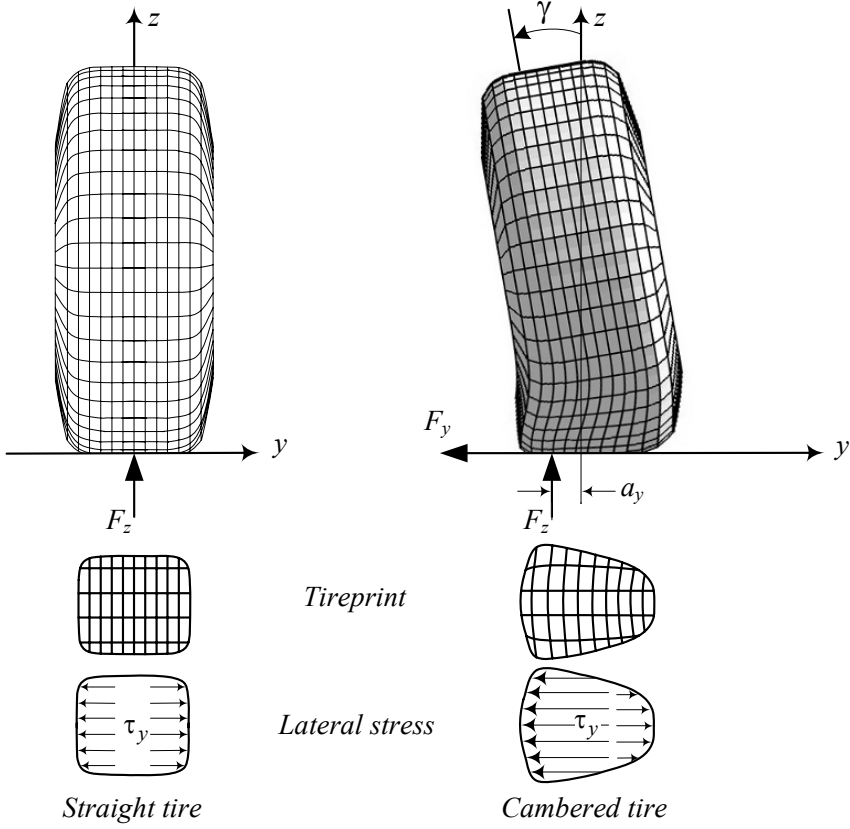 z
γ
z
y
F_y
y
a_y
F_z
F_z
Tireprint
τ_y
Lateral stress
τ_y
Straight tire
Cambered tire